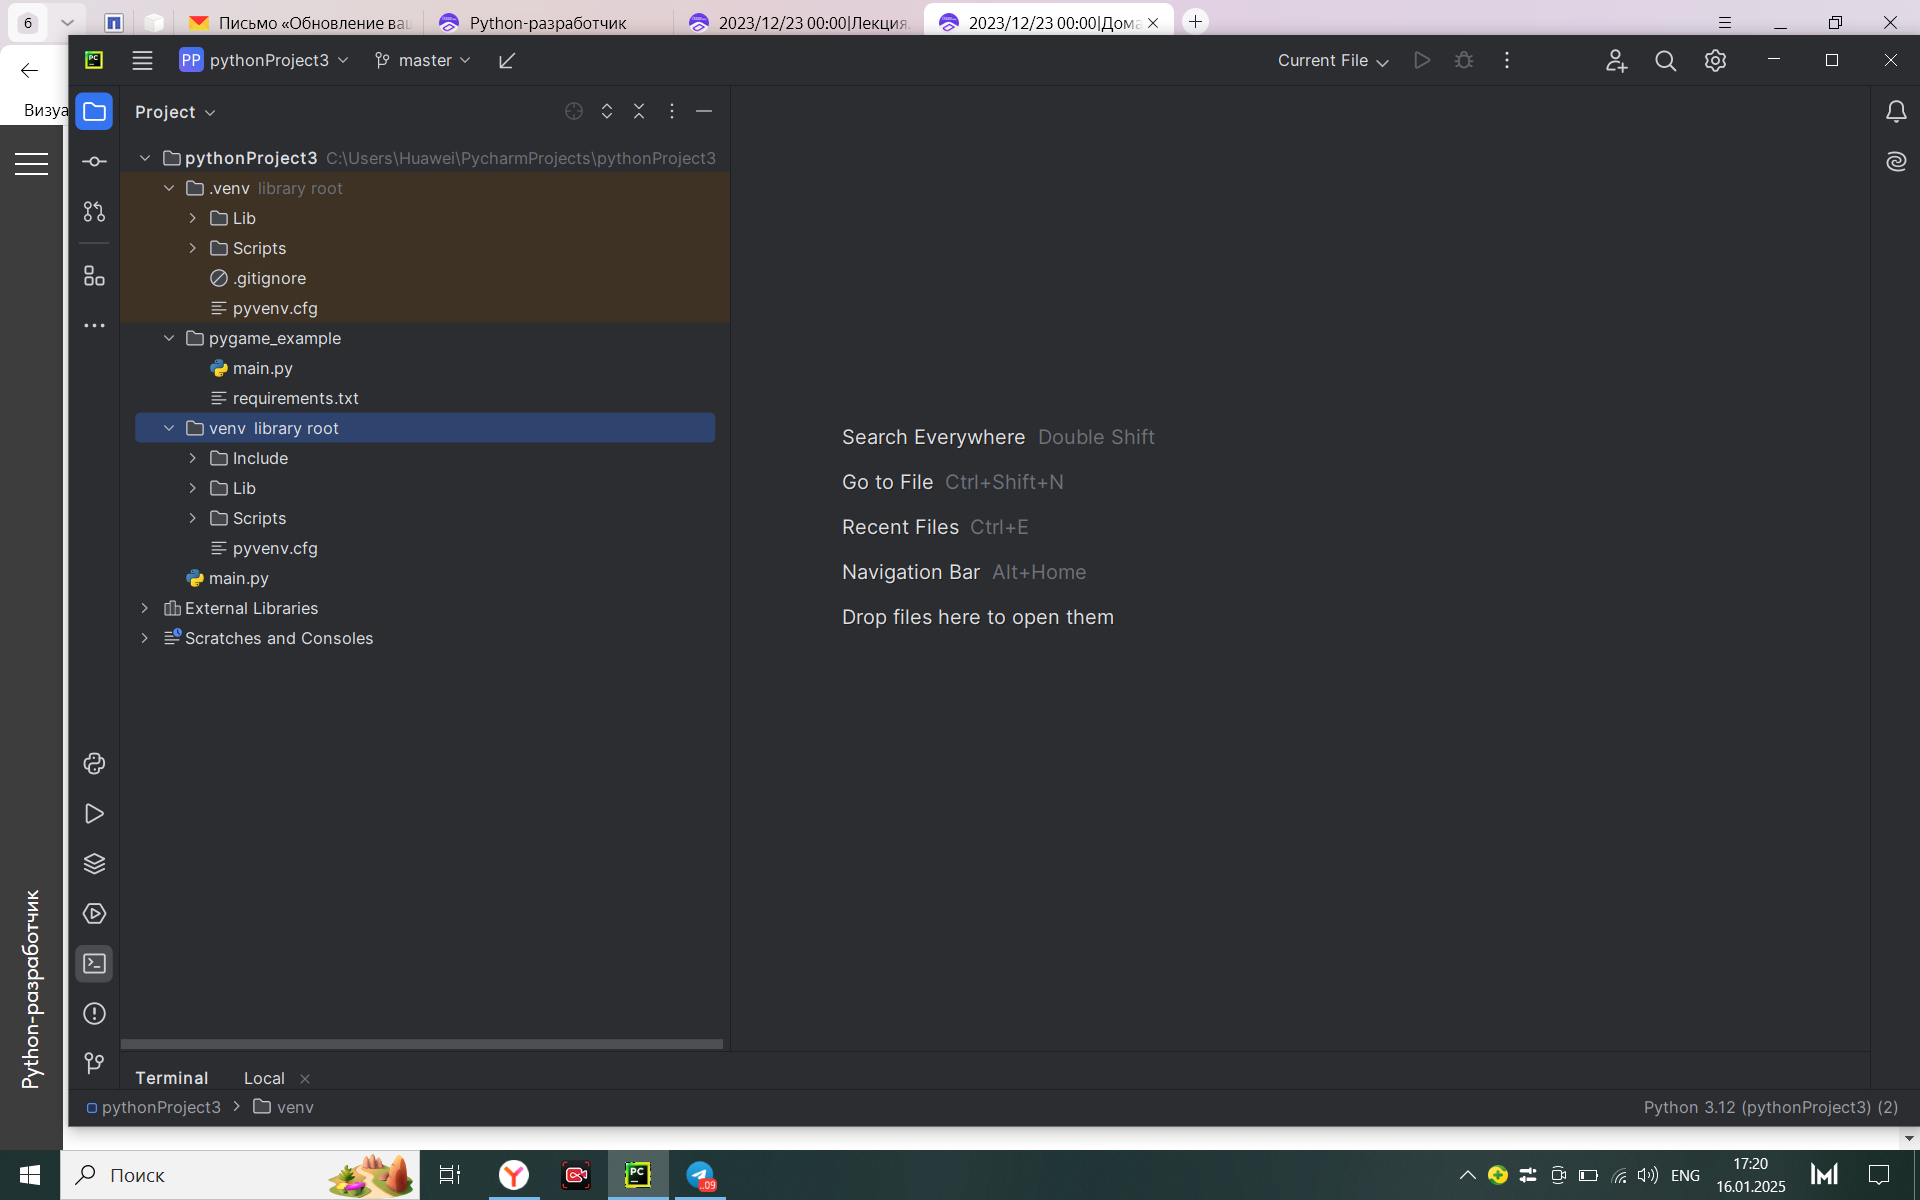 6
Письмо «Обновление ваш
Python-разработчик
2023/12/23 00:00|Лекция.
2023/12/23 00:00|Дома
PC
PP pythonProject3
master
Current File
Визуа
Project
pythonProject3 C:\Users\Huawei\PycharmProjects\pythonProject3
.venv library root
Lib
Scripts
.gitignore
pyvenv.cfg
pygame_example
main.py
requirements.txt
venv library root
Include
Lib
Scripts
pyvenv.cfg
main.py
External Libraries
Scratches and Consoles
Search Everywhere Double Shift
Go to File Ctrl+Shift+N
Recent Files Ctrl+E
Navigation Bar Alt+Home
Drop files here to open them
Python-разработчик
Terminal Local
pythonProject3 > venv
Python 3.12 (pythonProject3) (2)
Поиск
PC
..09
ENG
17:20
16.01.2025